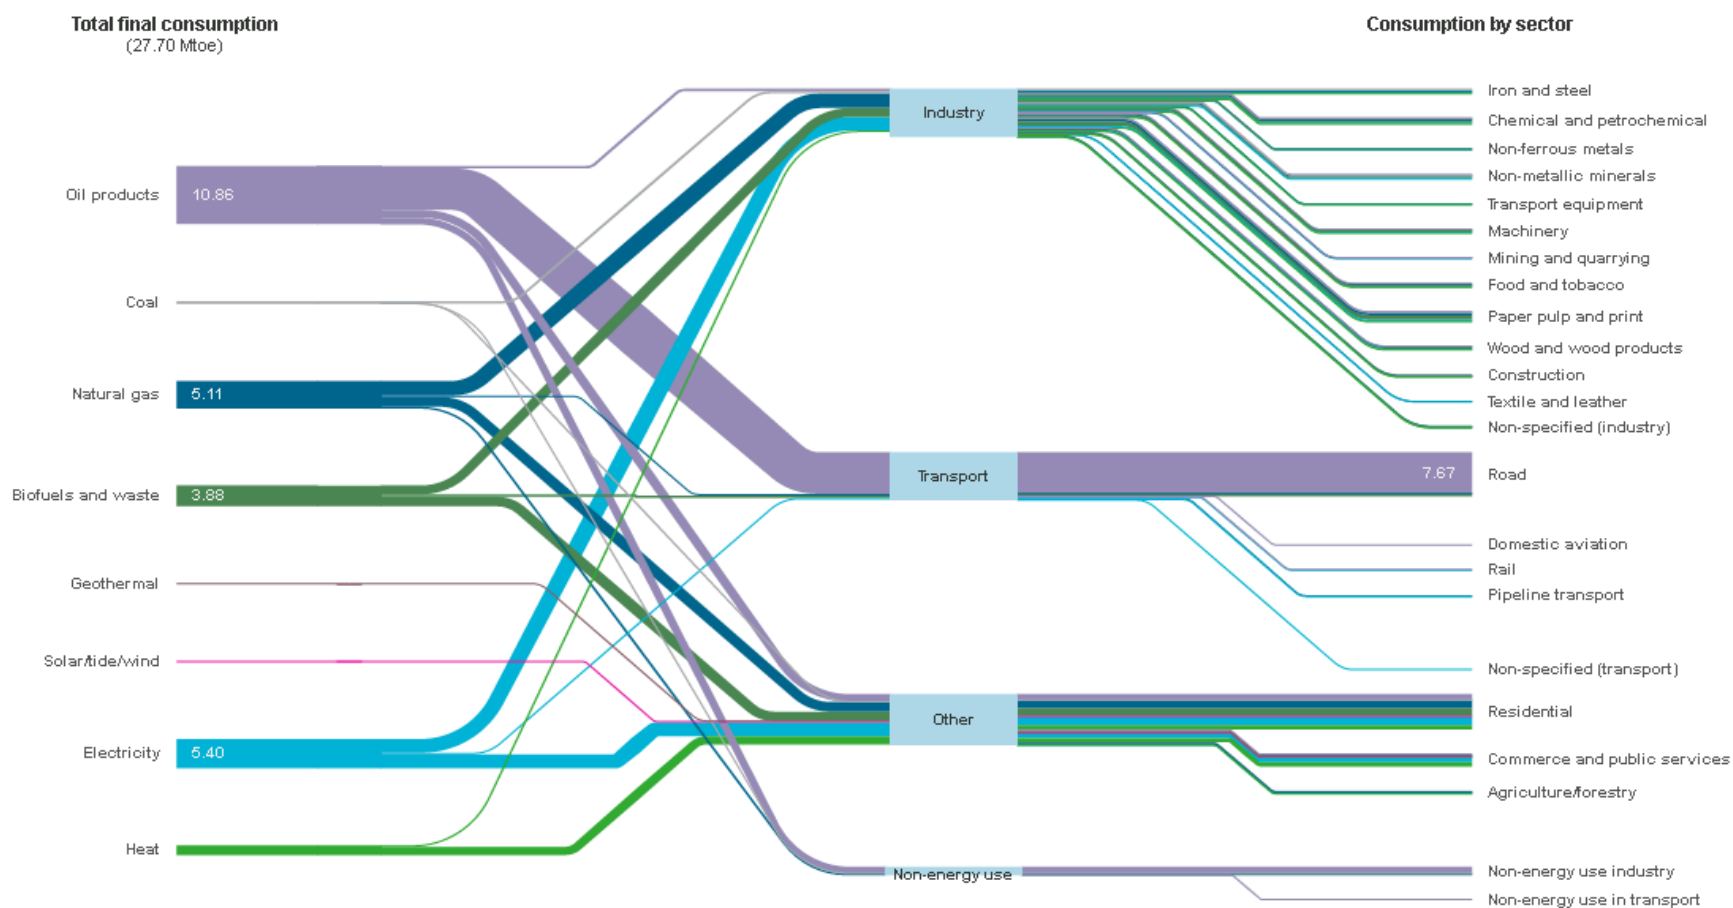 Total final consumption
(27.70 Mtoe)
Consumption by sector
Oil products
10.86
Coal
Natural gas
5.11
Biofuels and waste
3.88
Geothermal
Solar/tide/wind
Electricity
5.40
Heat
Industry
Transport
Other
Non-energy use
Iron and steel
Chemical and petrochemical
Non-ferrous metals
Non-metallic minerals
Transport equipment
Machinery
Mining and quarrying
Food and tobacco
Paper pulp and print
Wood and wood products
Construction
Textile and leather
Non-specified (industry)
7.67
Road
Domestic aviation
Rail
Pipeline transport
Non-specified (transport)
Residential
Commerce and public services
Agriculture/forestry
Non-energy use industry
Non-energy use in transport